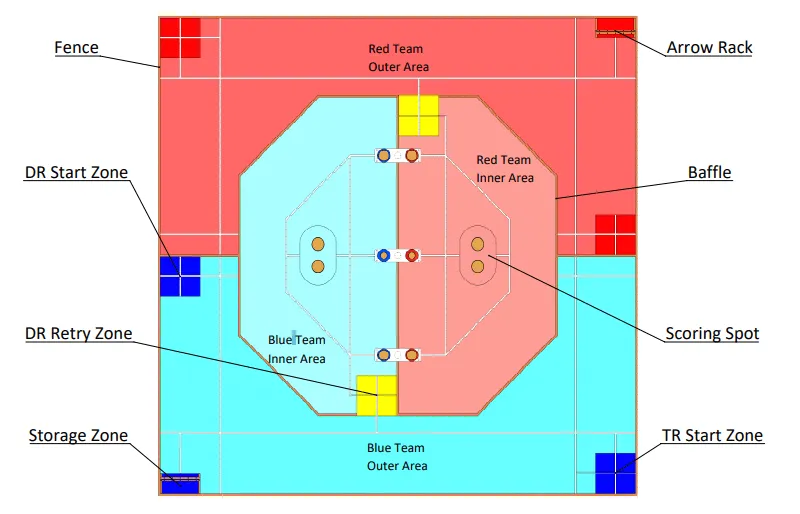 Fence
Red Team
Outer Area
Arrow Rack
DR Start Zone
Red Team
Inner Area
Baffle
DR Retry Zone
Blue Team
Inner Area
Scoring Spot
Storage Zone
Blue Team
Outer Area
TR Start Zone